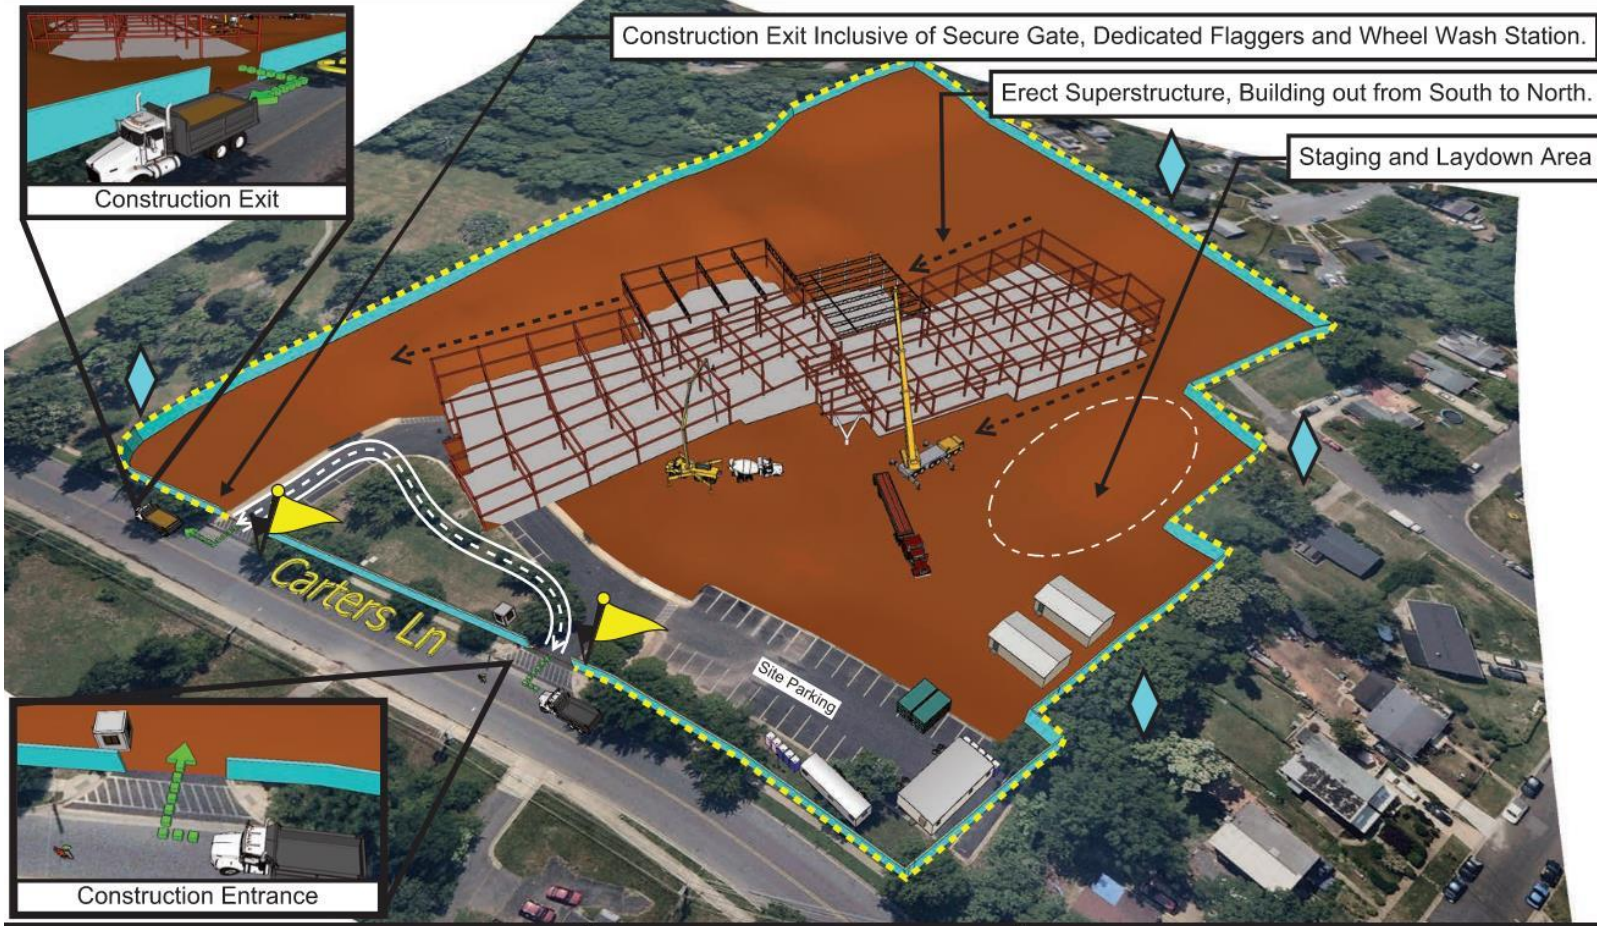 Construction Exit Inclusive of Secure Gate, Dedicated Flaggers and Wheel Wash Station.
Erect Superstructure, Building out from South to North.
Staging and Laydown Area
Construction Exit
Carters Ln
Site Parking
Construction Entrance